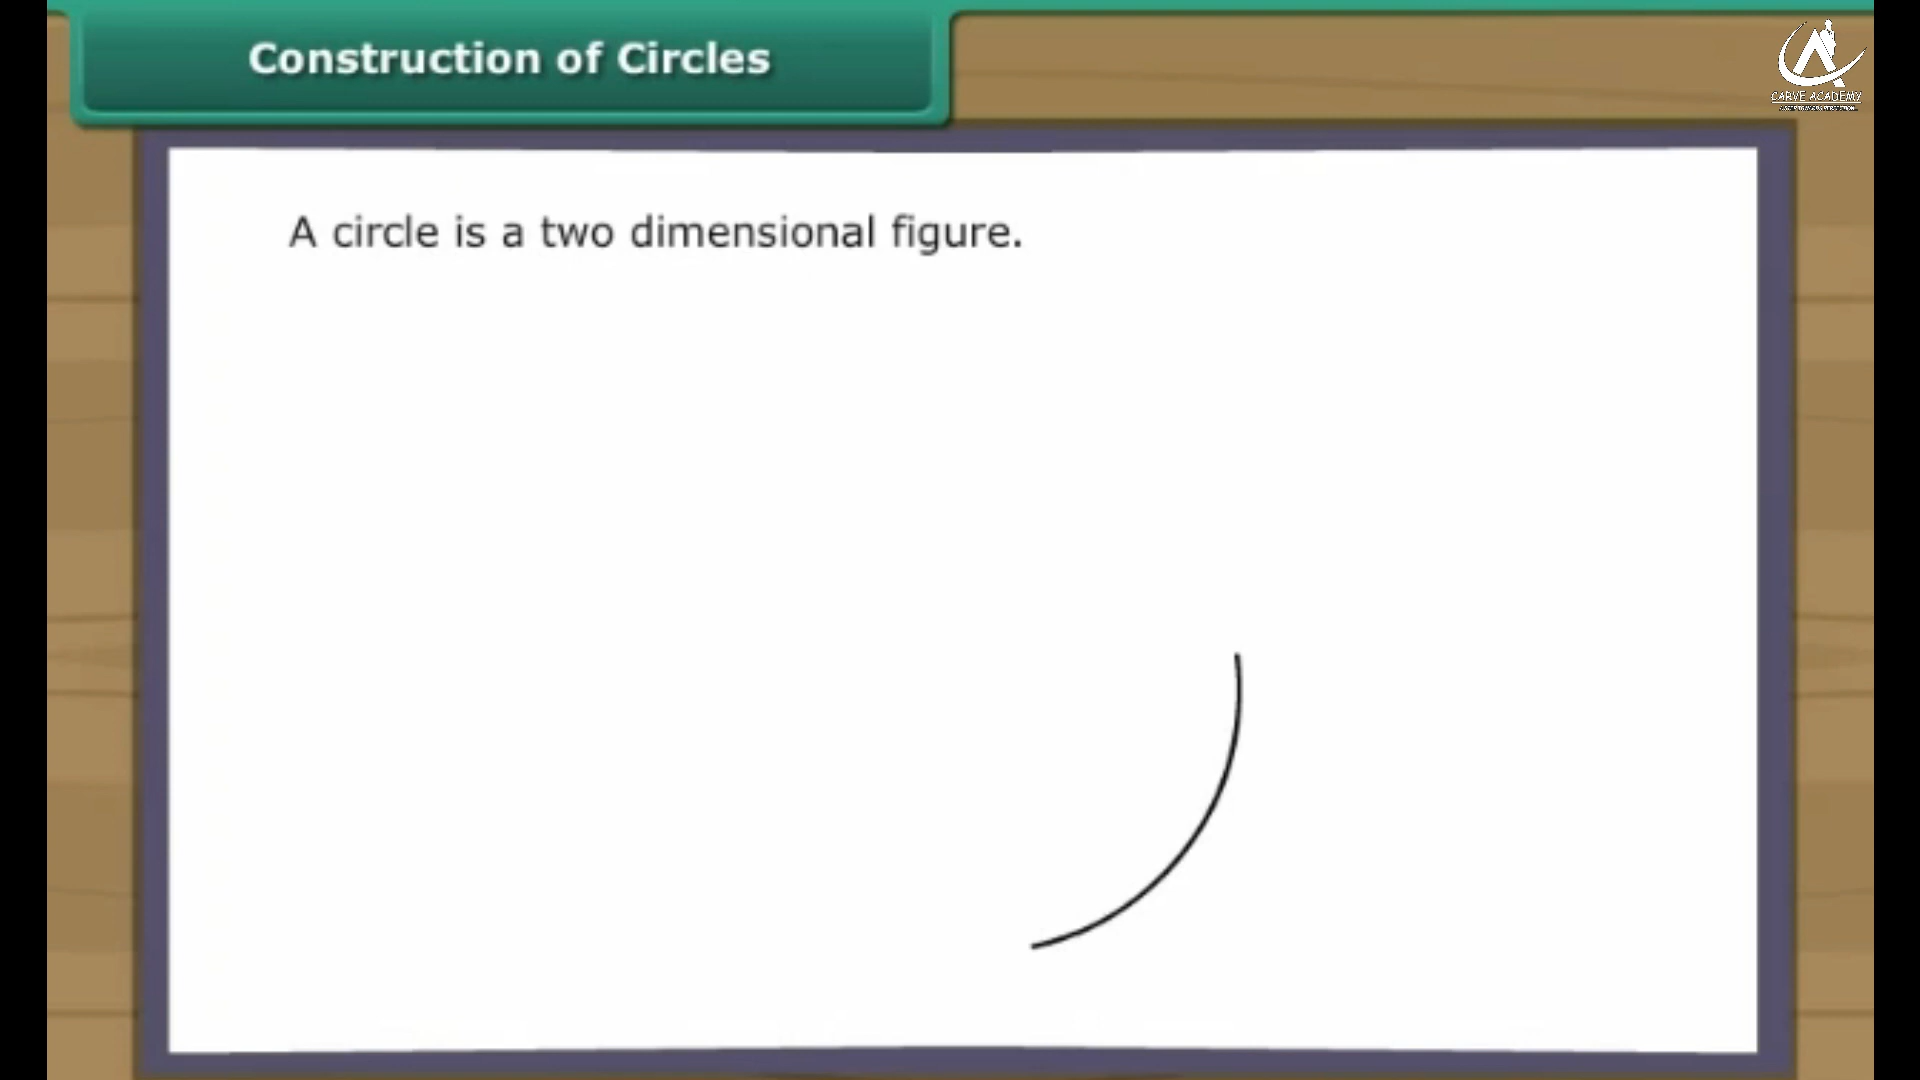 Construction of Circles
CARVE ACADEMY
A circle is a two dimensional figure.